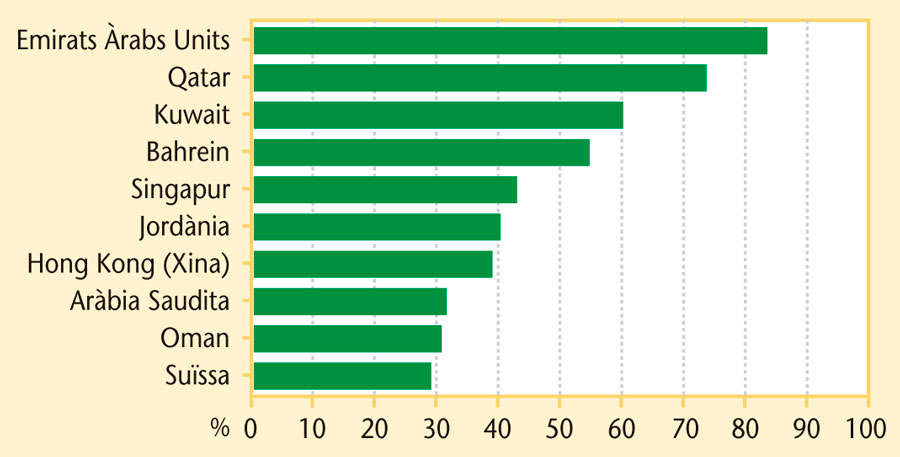 Emirats Àrabs Units
Qatar
Kuwait
Bahrein
Singapur
Jordània
Hong Kong (Xina)
Aràbia Saudita
Oman
Suïssa
% 0 10 20 30 40 50 60 70 80 90 100